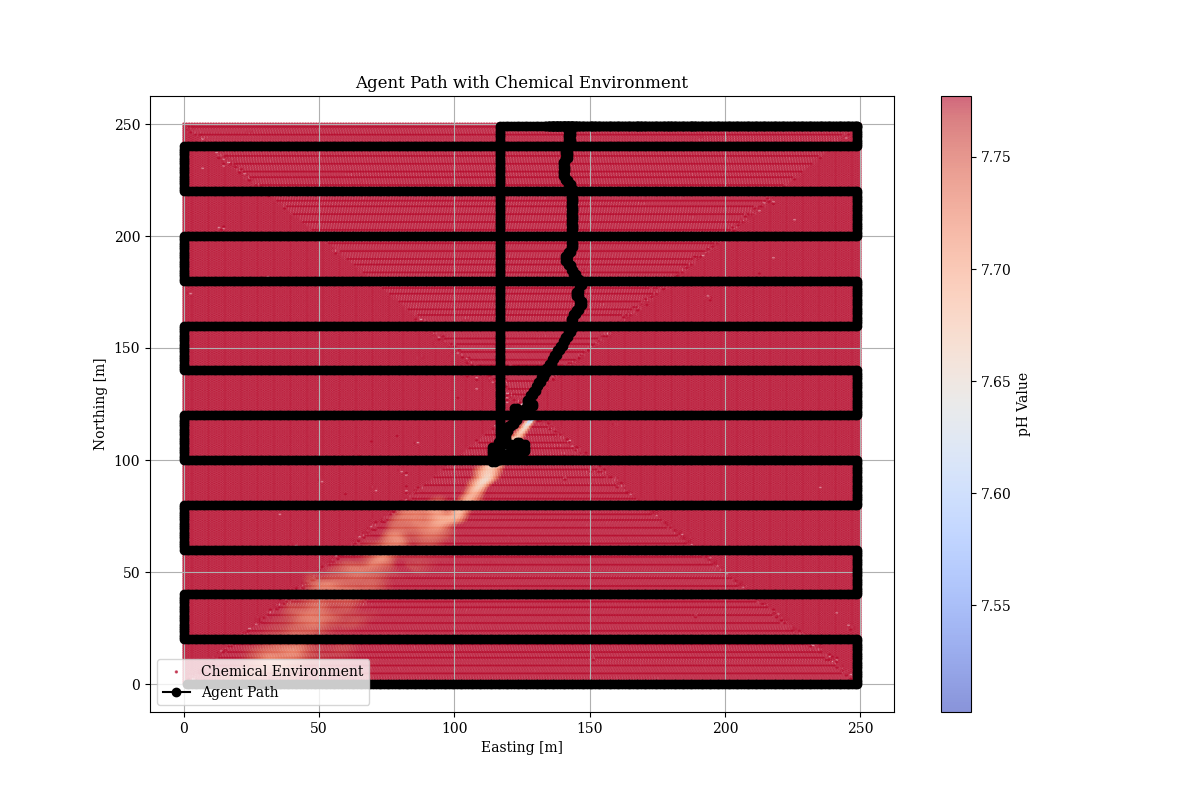 Agent Path with Chemical Environment
250
200
150
100
50
0
Northing [m]
0 50 100 150 200 250
Easting [m]
Chemical Environment
Agent Path
7.75
7.70
7.65
7.60
7.55
pH Value